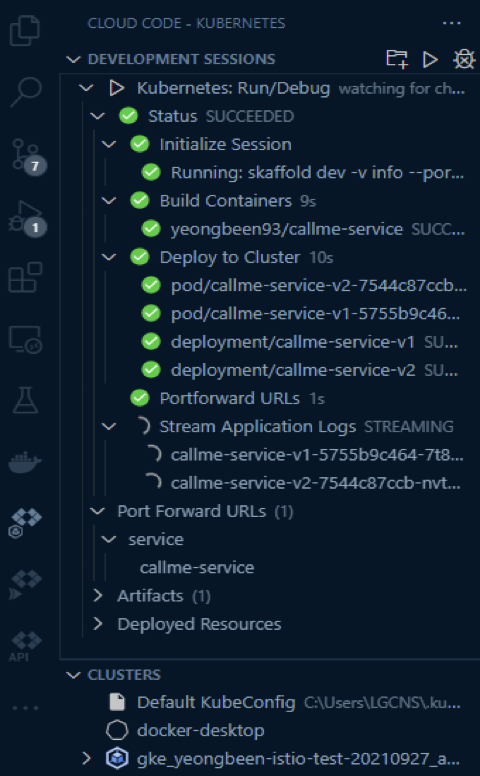 CLOUD CODE - KUBERNETES ...
DEVELOPMENT SESSIONS
Kubernetes: Run/Debug watching for ch...
Status SUCCEEDED
Initialize Session
7
Running: skaffold dev -v info --por...
Build Containers 9s
1
yeongbeen93/callme-service SUCC...
Deploy to Cluster 10s
pod/callme-service-v2-7544c87ccb...
pod/callme-service-v1-5755b9c46...
deployment/callme-service-v1 SU...
deployment/callme-service-v2 SU...
Portforward URLs 1s
Stream Application Logs STREAMING
callme-service-v1-5755b9c464-7t8...
callme-service-v2-7544c87ccb-nvt...
Port Forward URLs (1)
service
callme-service
Artifacts (1)
Deployed Resources
API
CLUSTERS
Default KubeConfig C:\Users\LGCNS\.ku...
docker-desktop
gke_yeongbeen-istio-test-20210927_a...